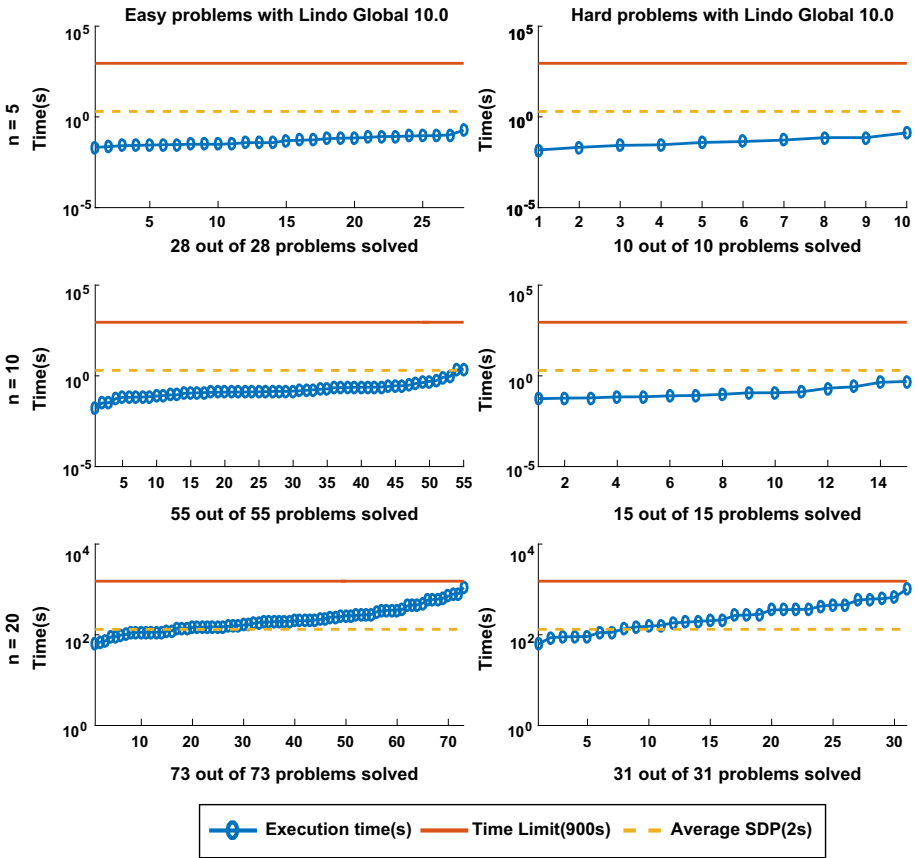 Easy problems with Lindo Global 10.0
Hard problems with Lindo Global 10.0
n = 5
Time(s)
10^5
10^0
10^-5
5 10 15 20 25
28 out of 28 problems solved
Time(s)
10^5
10^0
10^-5
1 2 3 4 5 6 7 8 9 10
10 out of 10 problems solved
n = 10
Time(s)
10^5
10^0
10^-5
5 10 15 20 25 30 35 40 45 50 55
55 out of 55 problems solved
Time(s)
10^5
10^0
10^-5
2 4 6 8 10 12 14
15 out of 15 problems solved
n = 20
Time(s)
10^4
10^2
10^0
10 20 30 40 50 60 70
73 out of 73 problems solved
Time(s)
10^4
10^2
10^0
5 10 15 20 25 30
31 out of 31 problems solved
Execution time(s) Time Limit(900s) Average SDP(2s)